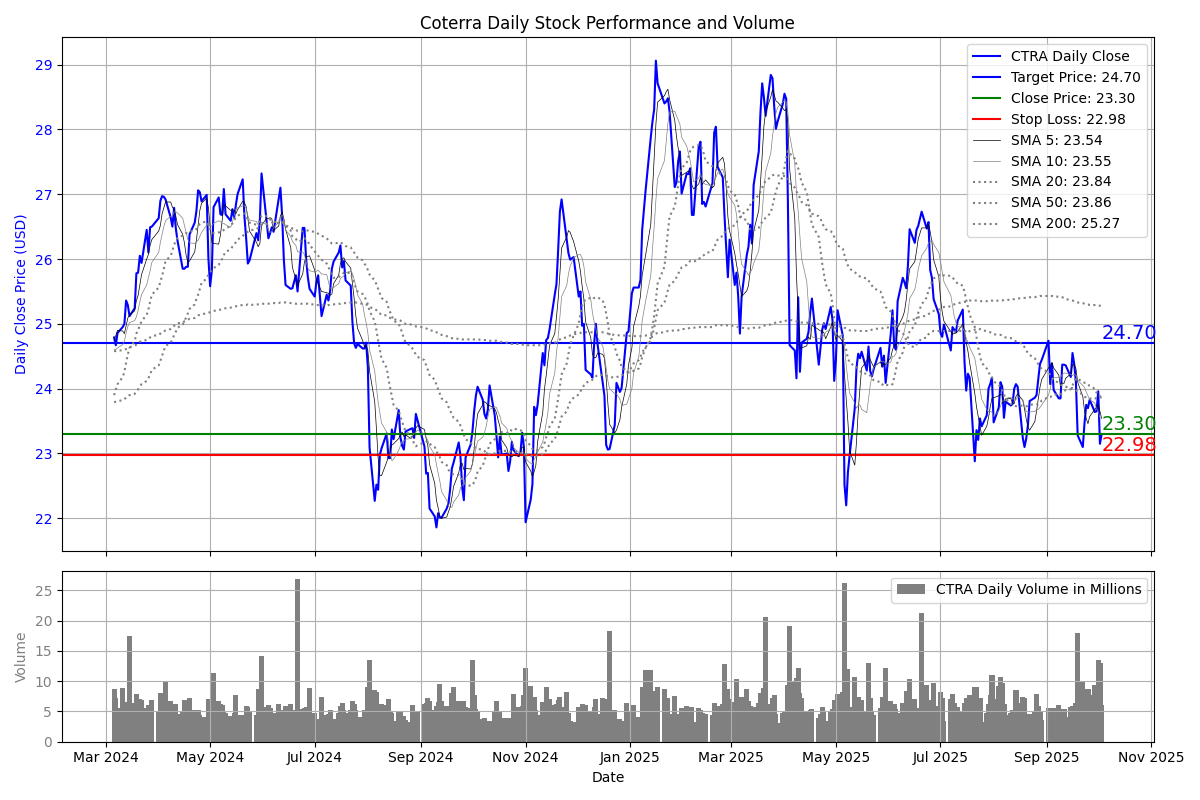 Coterra Daily Stock Performance and Volume
Daily Close Price (USD)
29
28
27
26
25
24
23
22
CTRA Daily Close
Target Price: 24.70
Close Price: 23.30
Stop Loss: 22.98
SMA 5: 23.54
SMA 10: 23.55
SMA 20: 23.84
SMA 50: 23.86
SMA 200: 25.27
24.70
23.30
22.98
Volume
25
20
15
10
5
0
CTRA Daily Volume in Millions
Mar 2024 May 2024 Jul 2024 Sep 2024 Nov 2024 Jan 2025 Mar 2025 May 2025 Jul 2025 Sep 2025 Nov 2025
Date